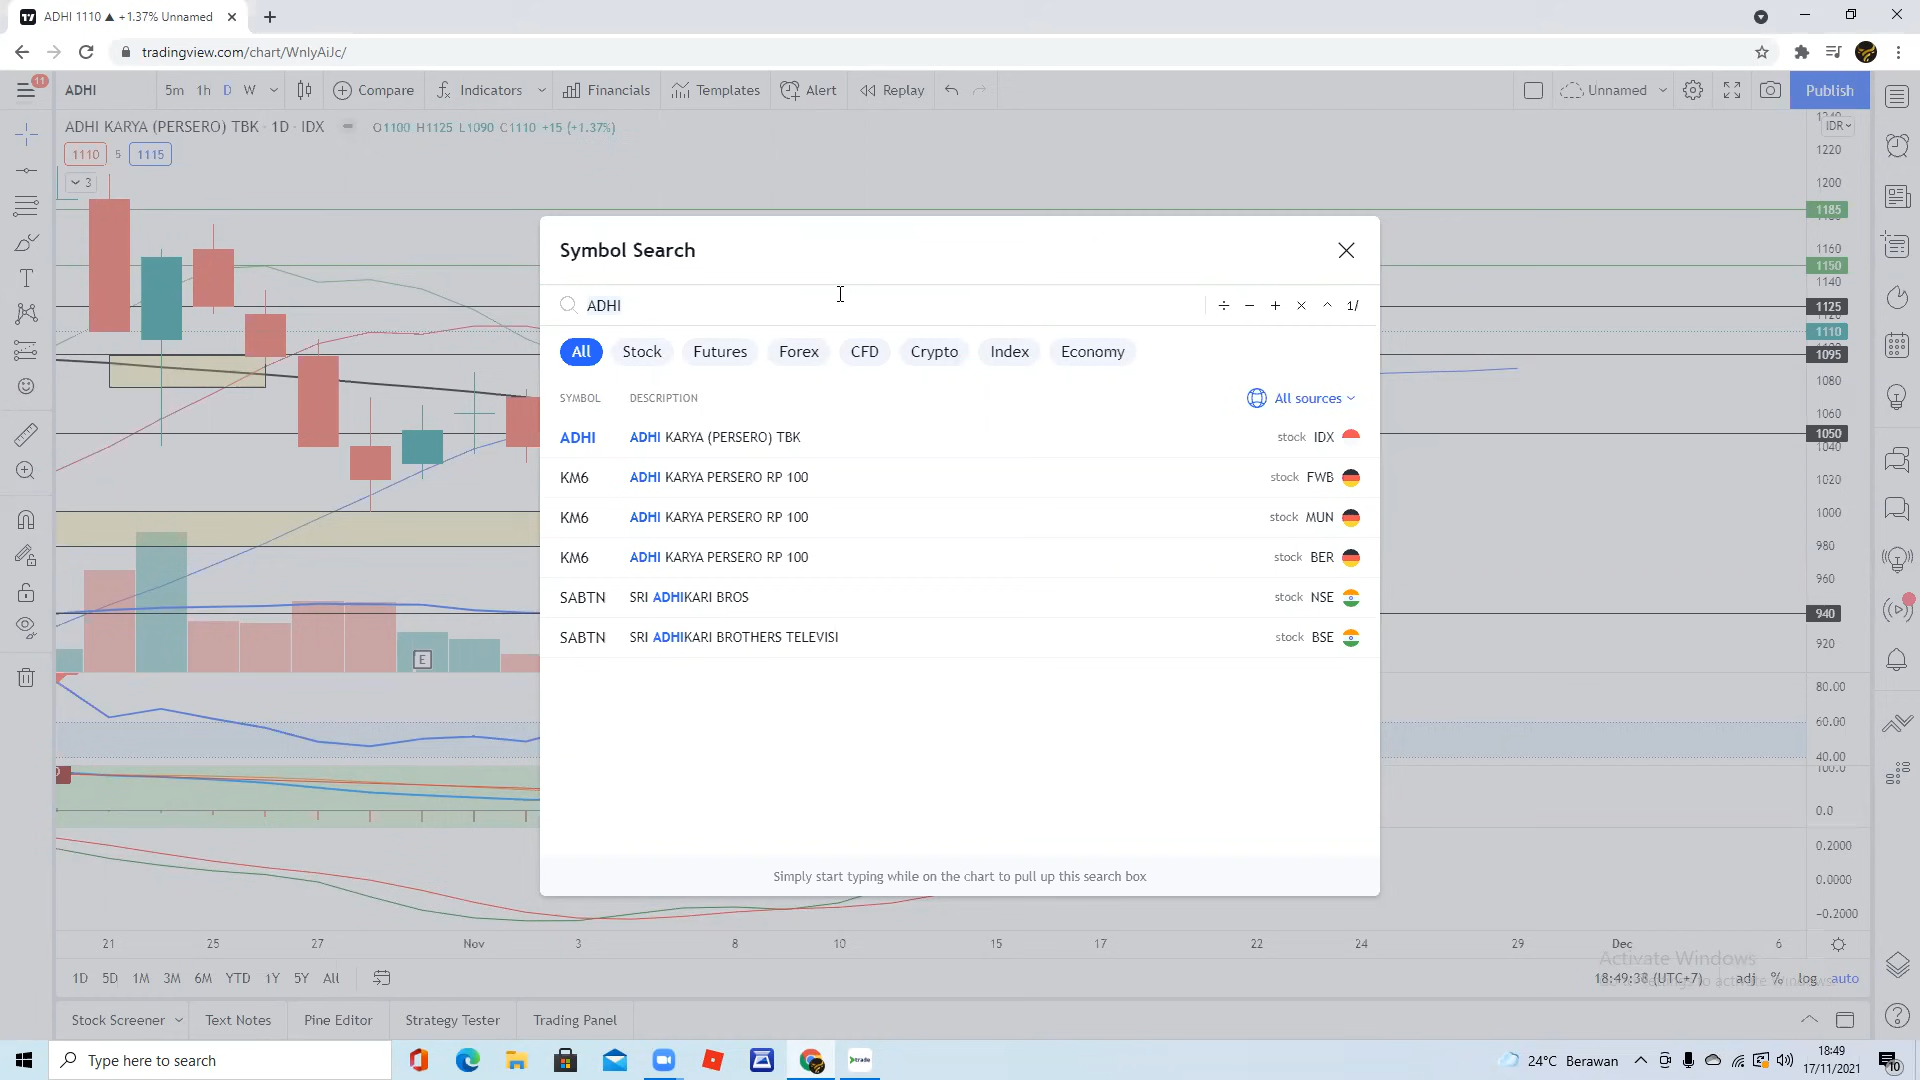 ADHI 1110 ▲ +1.37% Unnamed
tradingview.com/chart/WnlyAiJc/
11
ADHI 5m 1h D W Compare Indicators Financials Templates Alert Replay Unnamed Publish
ADHI KARYA (PERSERO) TBK · 1D · IDX O1100 H1125 L1090 C1110 +15 (+1.37%)
IDR
1110 5 1115
3
1220
1200
1185
1160
1150
1140
1125
1110
1095
1080
1060
1050
1040
1020
1000
980
960
940
920
80.00
60.00
40.00
100.0
0.0
0.2000
0.0000
−0.2000
Symbol Search
ADHI ÷ − + × ^ 1/
All Stock Futures Forex CFD Crypto Index Economy
SYMBOL DESCRIPTION All sources
ADHI ADHI KARYA (PERSERO) TBK stock IDX
KM6 ADHI KARYA PERSERO RP 100 stock FWB
KM6 ADHI KARYA PERSERO RP 100 stock MUN
KM6 ADHI KARYA PERSERO RP 100 stock BER
SABTN SRI ADHIKARI BROS stock NSE
SABTN SRI ADHIKARI BROTHERS TELEVISI stock BSE
Simply start typing while on the chart to pull up this search box
E
21 25 27 Nov 3 8 10 15 17 22 24 29 Dec 6
Activate Windows
1D 5D 1M 3M 6M YTD 1Y 5Y All 18:49:38 (UTC+7) adj % log auto
Stock Screener Text Notes Pine Editor Strategy Tester Trading Panel
Type here to search
trade
24°C Berawan
18:49
17/11/2021
10